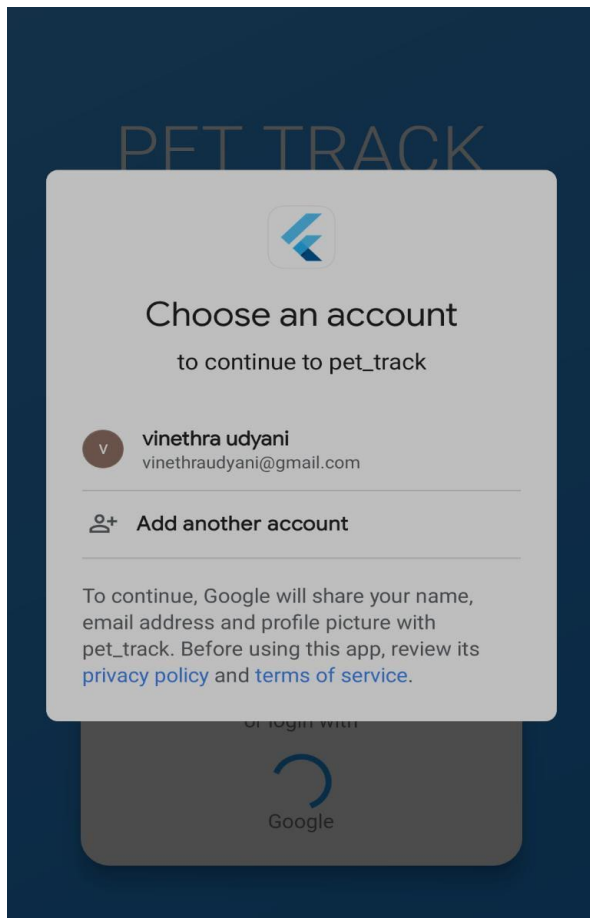 PET TRACK
Choose an account
to continue to pet_track
V
vinethra udyani
vinethraudyani@gmail.com
Add another account
To continue, Google will share your name,
email address and profile picture with
pet_track. Before using this app, review its
privacy policy and terms of service.
or login with
Google